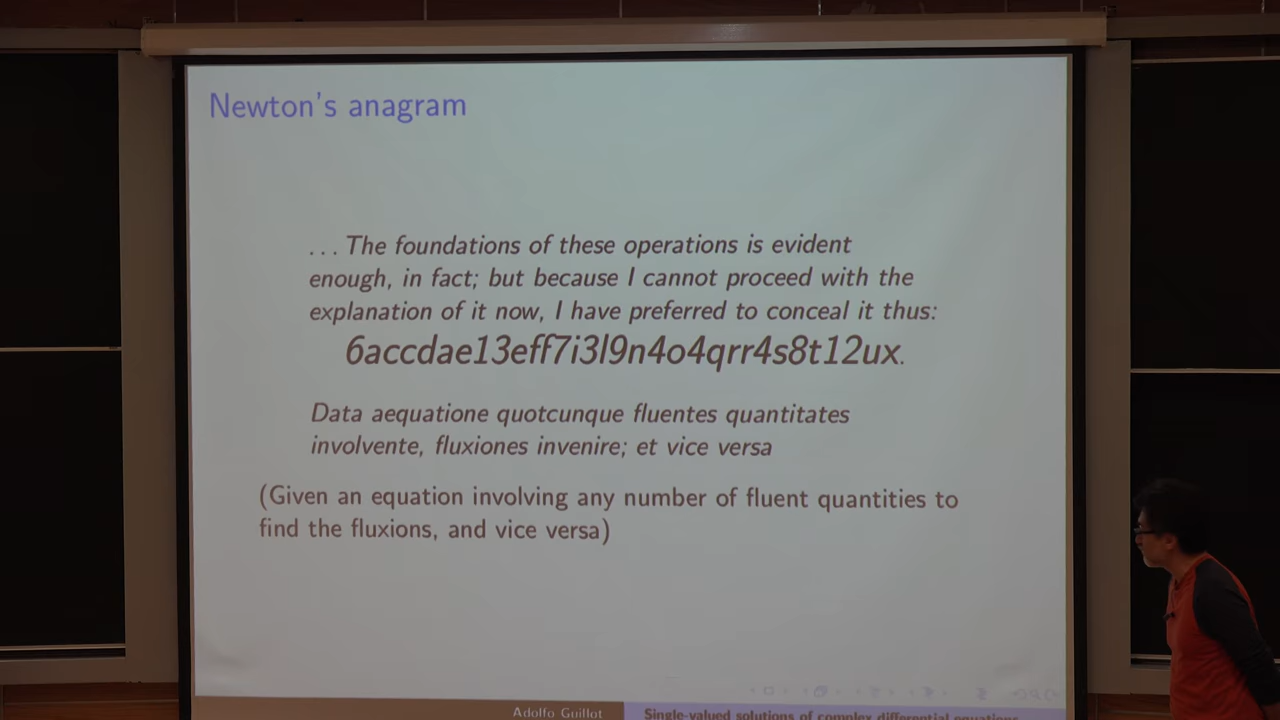 Newton's anagram
... The foundations of these operations is evident
enough, in fact; but because I cannot proceed with the
explanation of it now, I have preferred to conceal it thus:
6accdae13eff7i3l9n4o4qrr4s8t12ux.
Data aequatione quotcunque fluentes quantitates
involvente, fluxiones invenire; et vice versa
(Given an equation involving any number of fluent quantities to
find the fluxions, and vice versa)
Adolfo Guillot
Single-valued solutions of complex differential equations